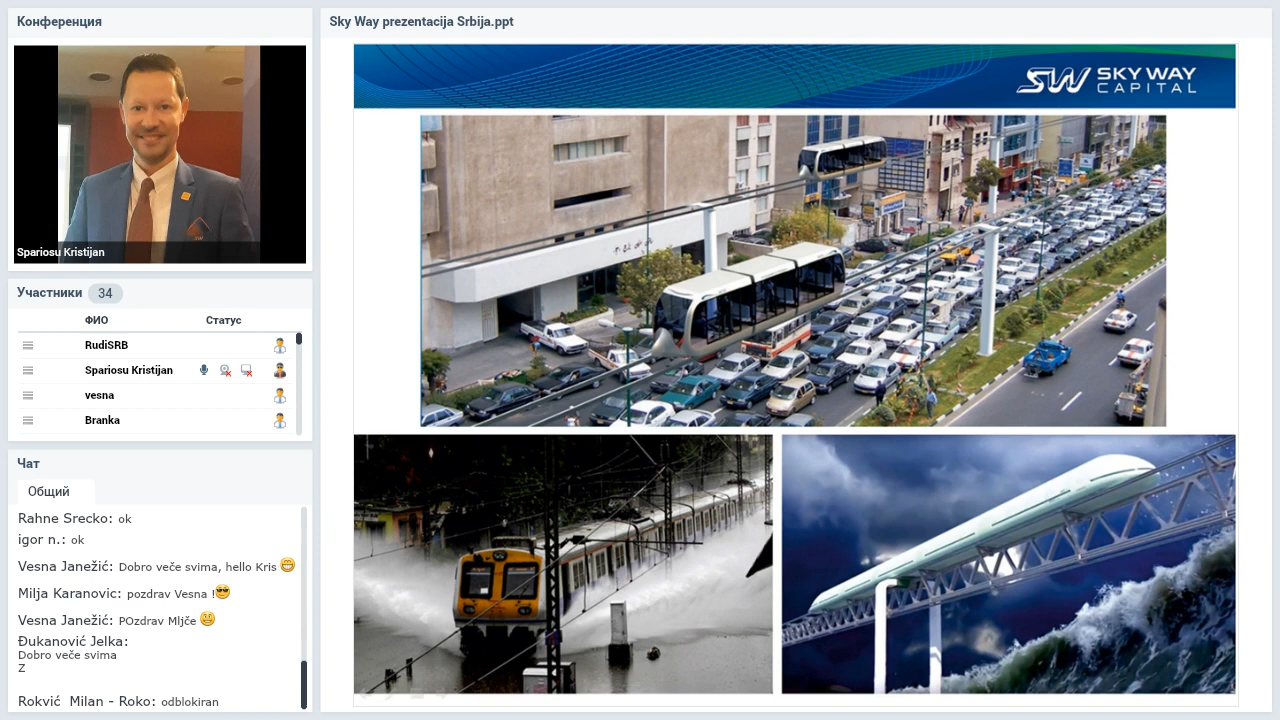 Конференция
Spariosu Kristijan
Участники 34
ФИО Статус
RudiSRB
Spariosu Kristijan
vesna
Branka
Чат
Общий
Rahne Srecko: ok
igor n.: ok
Vesna Janežić: Dobro veče svima, hello Kris
Milja Karanovic: pozdrav Vesna !
Vesna Janežić: POzdrav Mljče
Đukanović Jelka:
Dobro veče svima
Z
Rokvić  Milan - Roko: odblokiran
Sky Way prezentacija Srbija.ppt
SW SKY WAY
CAPITAL